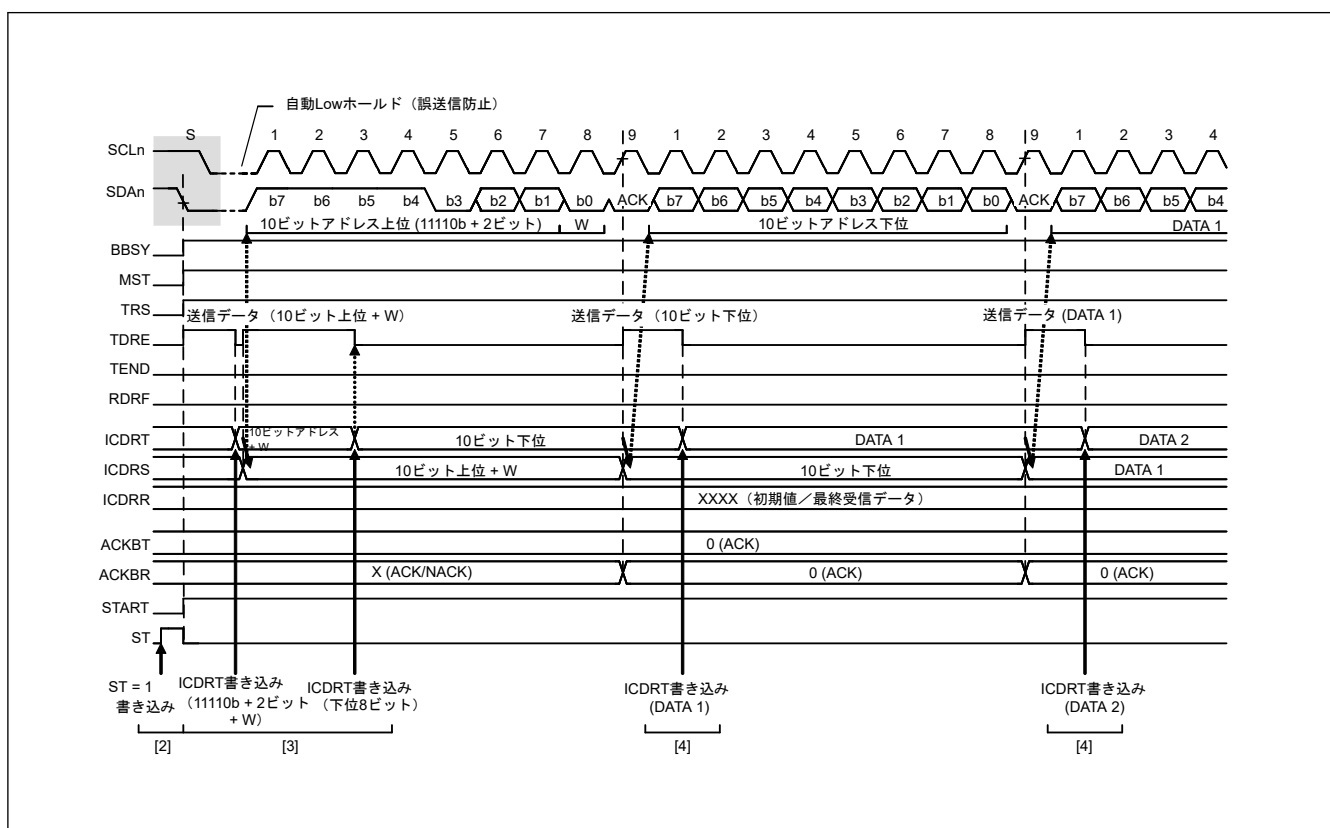 自動Lowホールド（誤送信防止）
S 1 2 3 4 5 6 7 8 9 1 2 3 4 5 6 7 8 9 1 2 3 4
SCLn
SDAn b7 b6 b5 b4 b3 b2 b1 b0 ACK b7 b6 b5 b4 b3 b2 b1 b0 ACK b7 b6 b5 b4
10ビットアドレス上位 (11110b + 2ビット) W 10ビットアドレス下位 DATA 1
BBSY
MST
TRS
送信データ（10ビット上位 + W） 送信データ（10ビット下位） 送信データ (DATA 1)
TDRE
TEND
RDRF
ICDRT 10ビットアドレス + W 10ビット下位 DATA 1 DATA 2
ICDRS 10ビット上位 + W 10ビット下位 DATA 1
ICDRR XXXX（初期値／最終受信データ）
ACKBT 0 (ACK)
ACKBR X (ACK/NACK) 0 (ACK) 0 (ACK)
START
ST
ST = 1
書き込み
ICDRT書き込み
（11110b + 2ビット
+ W）
ICDRT書き込み
（下位8ビット）
ICDRT書き込み
(DATA 1)
ICDRT書き込み
(DATA 2)
[2] [3] [4] [4]